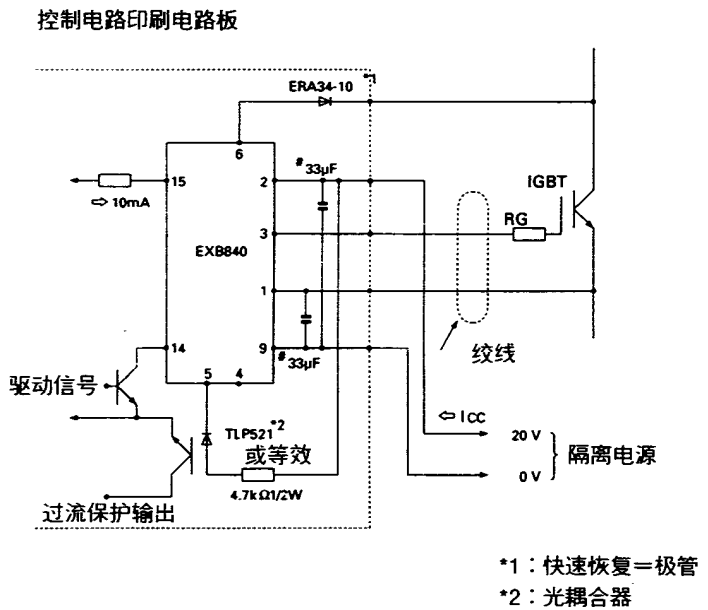 控制电路印刷电路板
ERA34-10
*1
6
15
⇨ 10mA
# 33μF
2
IGBT
RG
3
EXB840
1
14
9
# 33μF
绞线
5
4
驱动信号
TLP521*2
或等效
⇦ ICC
20 V
0 V
隔离电源
4.7kΩ1/2W
过流保护输出
*1：快速恢复＝极管
*2：光耦合器